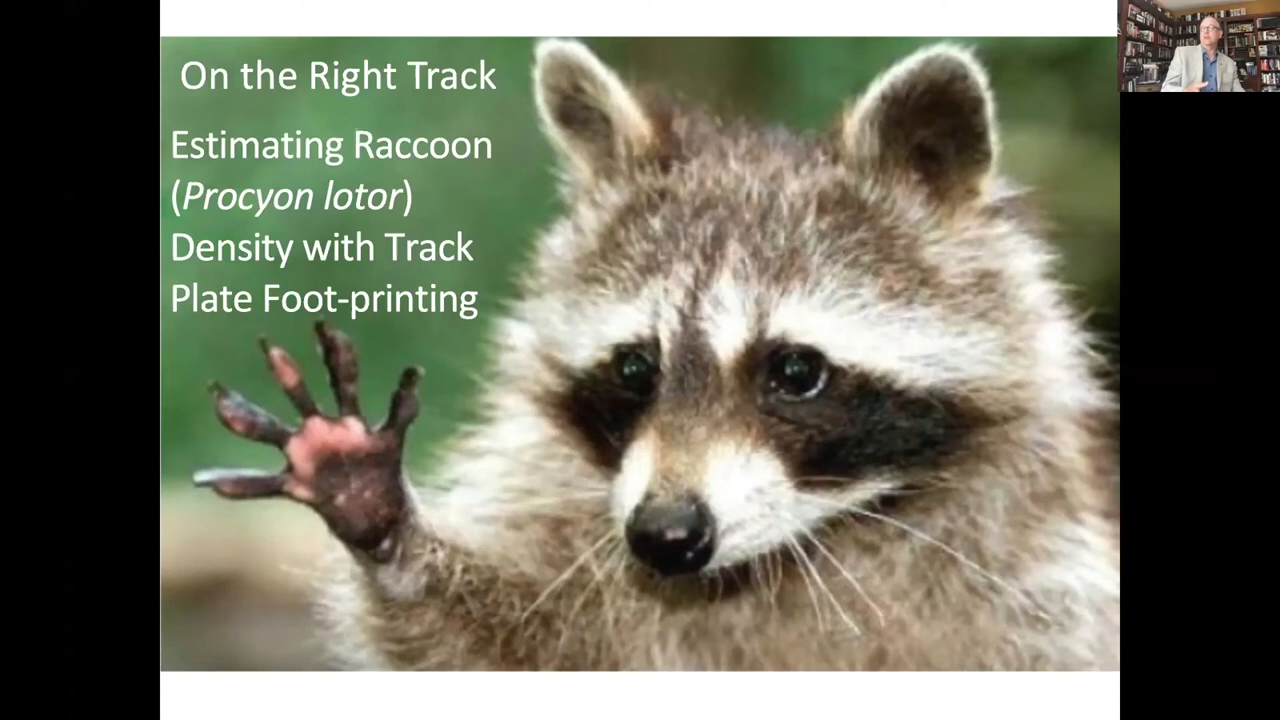 On the Right Track
Estimating Raccoon
(Procyon lotor)
Density with Track
Plate Foot-printing